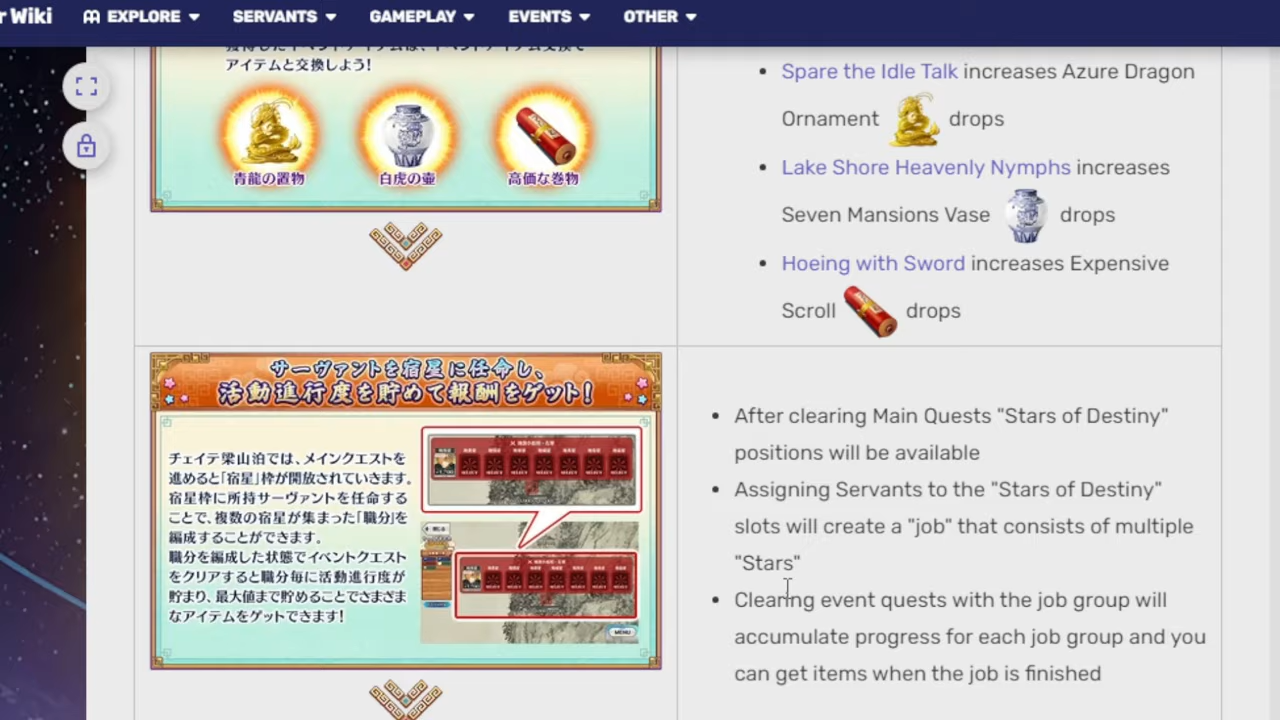 r Wiki EXPLORE SERVANTS GAMEPLAY EVENTS OTHER
アイテムと交換しよう!
青龍の置物 白虎の壷 高価な巻物
Spare the Idle Talk increases Azure Dragon
Ornament drops
Lake Shore Heavenly Nymphs increases
Seven Mansions Vase drops
Hoeing with Sword increases Expensive
Scroll drops
サーヴァントを宿星に任命し、
活動進行度を貯めて報酬をゲット!
チェイテ梁山泊では、メインクエストを
進めると「宿星」枠が開放されていきます。
宿星枠に所持サーヴァントを任命する
ことで、複数の宿星が集まった「職分」を
編成することができます。
職分を編成した状態でイベントクエスト
をクリアすると職分毎に活動進行度が
貯まり、最大値まで貯めることでさまざま
なアイテムをゲットできます!
MENU
After clearing Main Quests "Stars of Destiny"
positions will be available
Assigning Servants to the "Stars of Destiny"
slots will create a "job" that consists of multiple
"Stars"
Clearing event quests with the job group will
accumulate progress for each job group and you
can get items when the job is finished